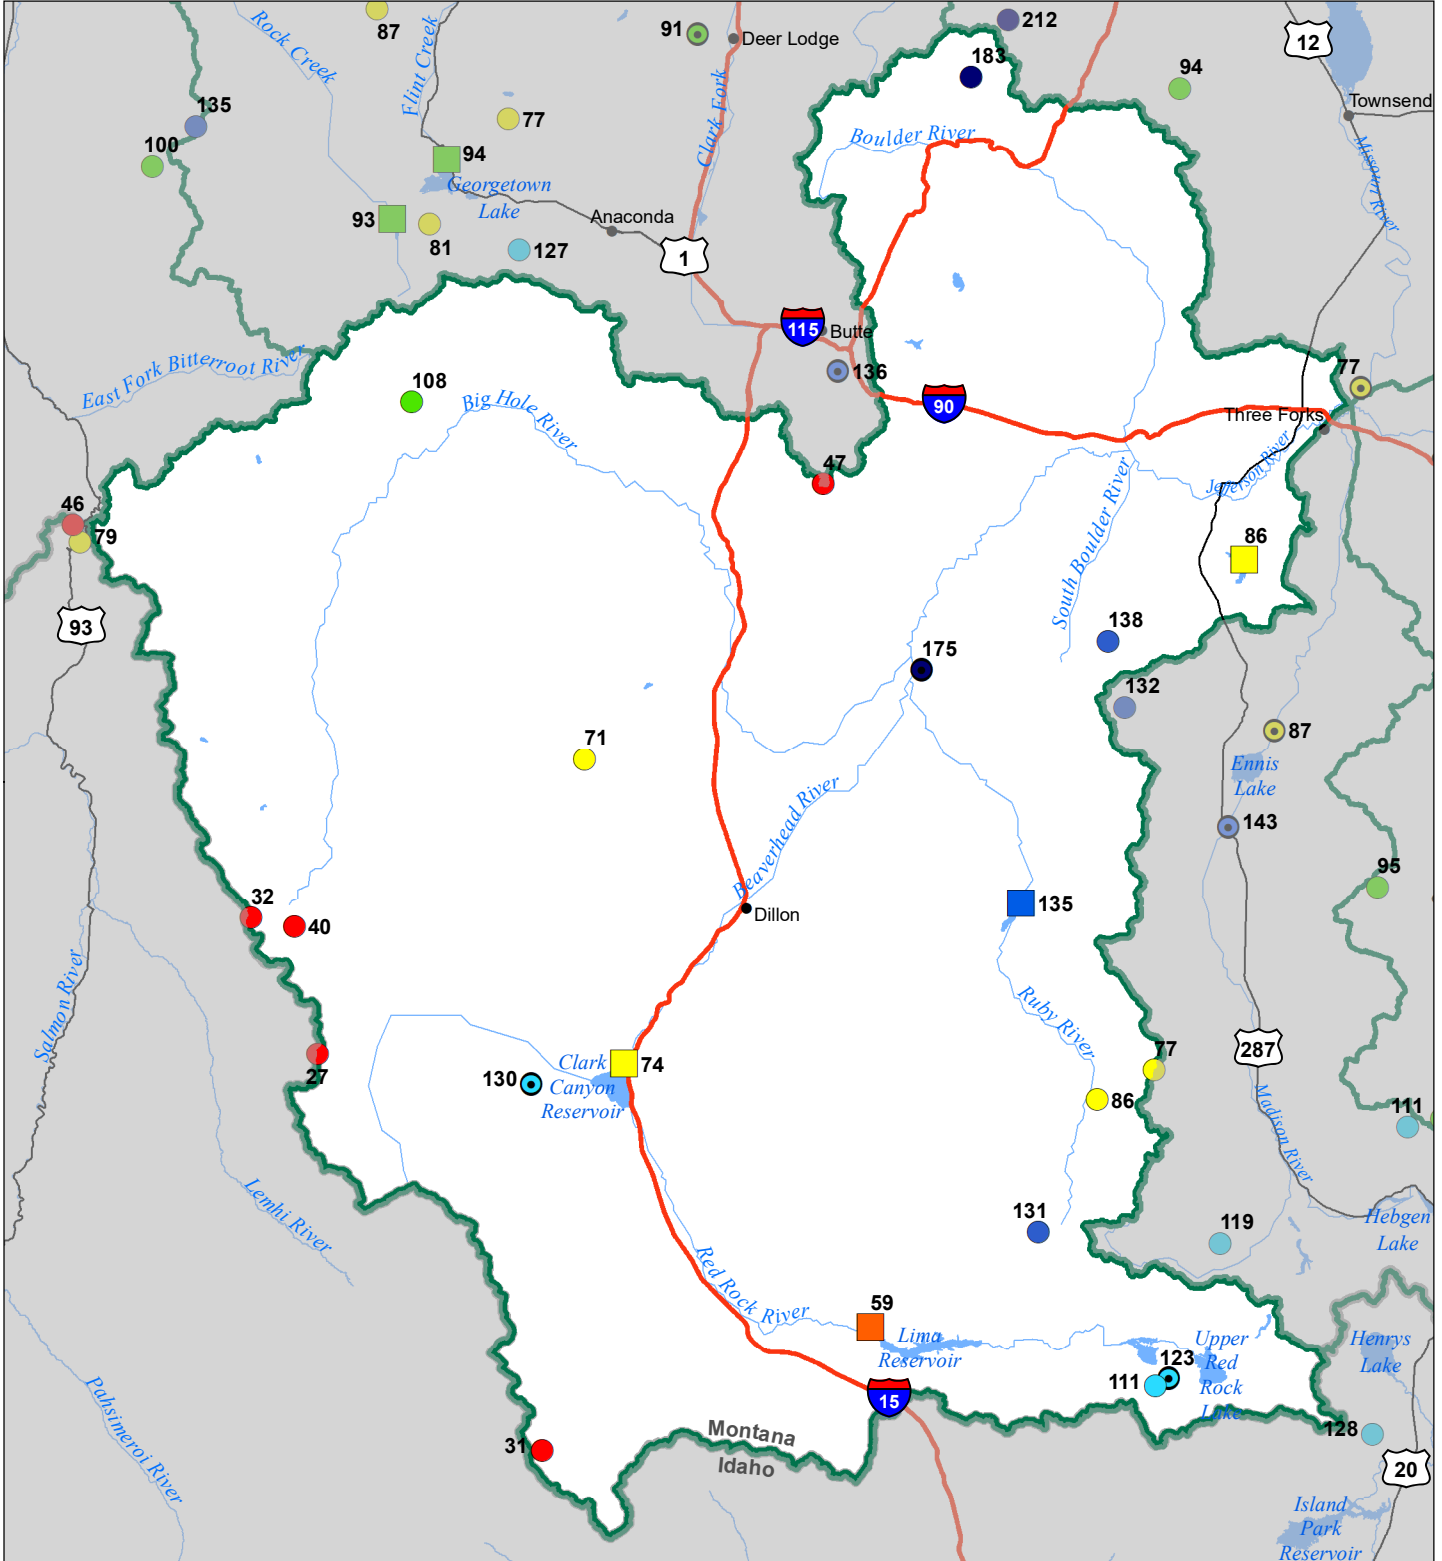 87
Rock Creek
Flint Creek
91
Deer Lodge
212
12
183
94
Townsend
135
77
Clark Fork
Boulder River
100
94
Georgetown
Lake
Missouri River
93
81
127
Anaconda
1
115
Butte
136
East Fork Bitterroot River
108
Big Hole River
90
77
Three Forks
Jefferson River
47
South Boulder River
46
79
86
93
138
175
132
71
87
Ennis
Lake
Beaverhead River
143
95
32
40
Dillon
135
Salmon River
Ruby River
287
27
Clark
Canyon
Reservoir
74
130
77
86
Madison River
111
Lemhi River
131
119
Hebgen
Lake
Red Rock River
59
Lima
Reservoir
Upper
Red
Rock
Lake
123
111
Henrys
Lake
15
Pahsimeroi River
31
Montana
Idaho
128
20
Island
Park
Reservoir